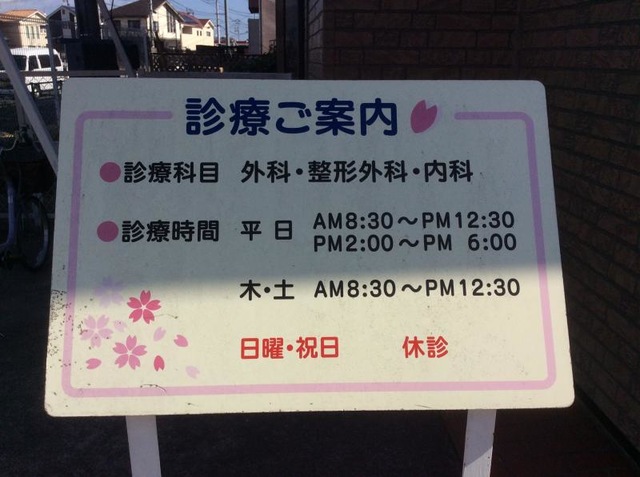 診療ご案内
●診療科目 外科・整形外科・内科
●診療時間 平日 AM8:30～PM12:30
PM2:00～PM 6:00
木・土 AM8:30～PM12:30
日曜・祝日 休診